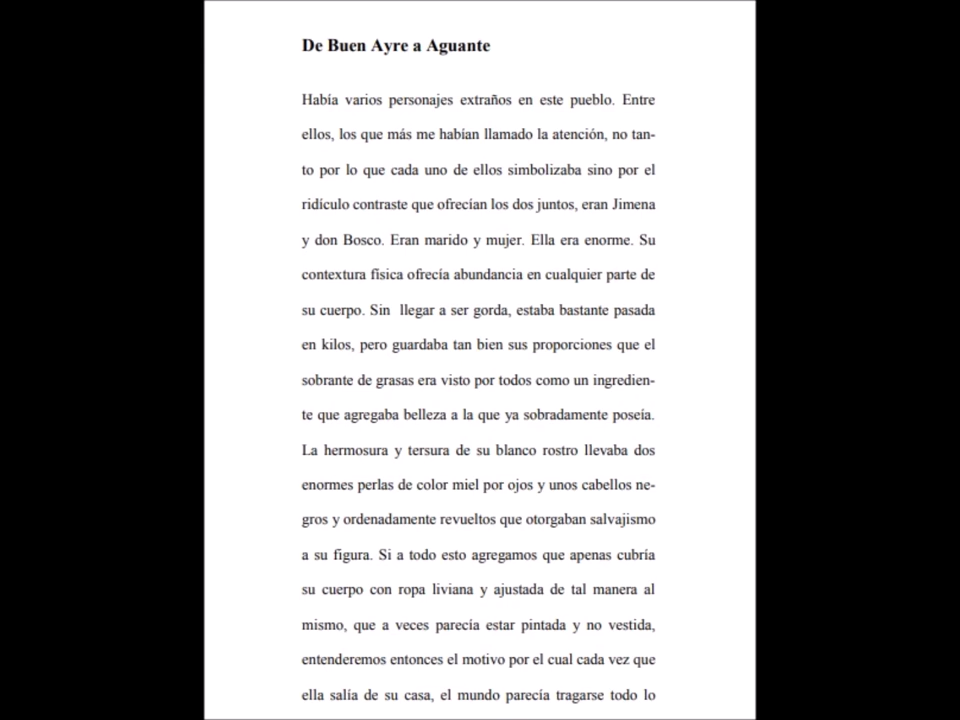 De Buen Ayre a Aguante
Había varios personajes extraños en este pueblo. Entre
ellos, los que más me habían llamado la atención, no tan-
to por lo que cada uno de ellos simbolizaba sino por el
ridículo contraste que ofrecían los dos juntos, eran Jimena
y don Bosco. Eran marido y mujer. Ella era enorme. Su
contextura física ofrecía abundancia en cualquier parte de
su cuerpo. Sin  llegar a ser gorda, estaba bastante pasada
en kilos, pero guardaba tan bien sus proporciones que el
sobrante de grasas era visto por todos como un ingredien-
te que agregaba belleza a la que ya sobradamente poseía.
La hermosura y tersura de su blanco rostro llevaba dos
enormes perlas de color miel por ojos y unos cabellos ne-
gros y ordenadamente revueltos que otorgaban salvajismo
a su figura. Si a todo esto agregamos que apenas cubría
su cuerpo con ropa liviana y ajustada de tal manera al
mismo, que a veces parecía estar pintada y no vestida,
entenderemos entonces el motivo por el cual cada vez que
ella salía de su casa, el mundo parecía tragarse todo lo